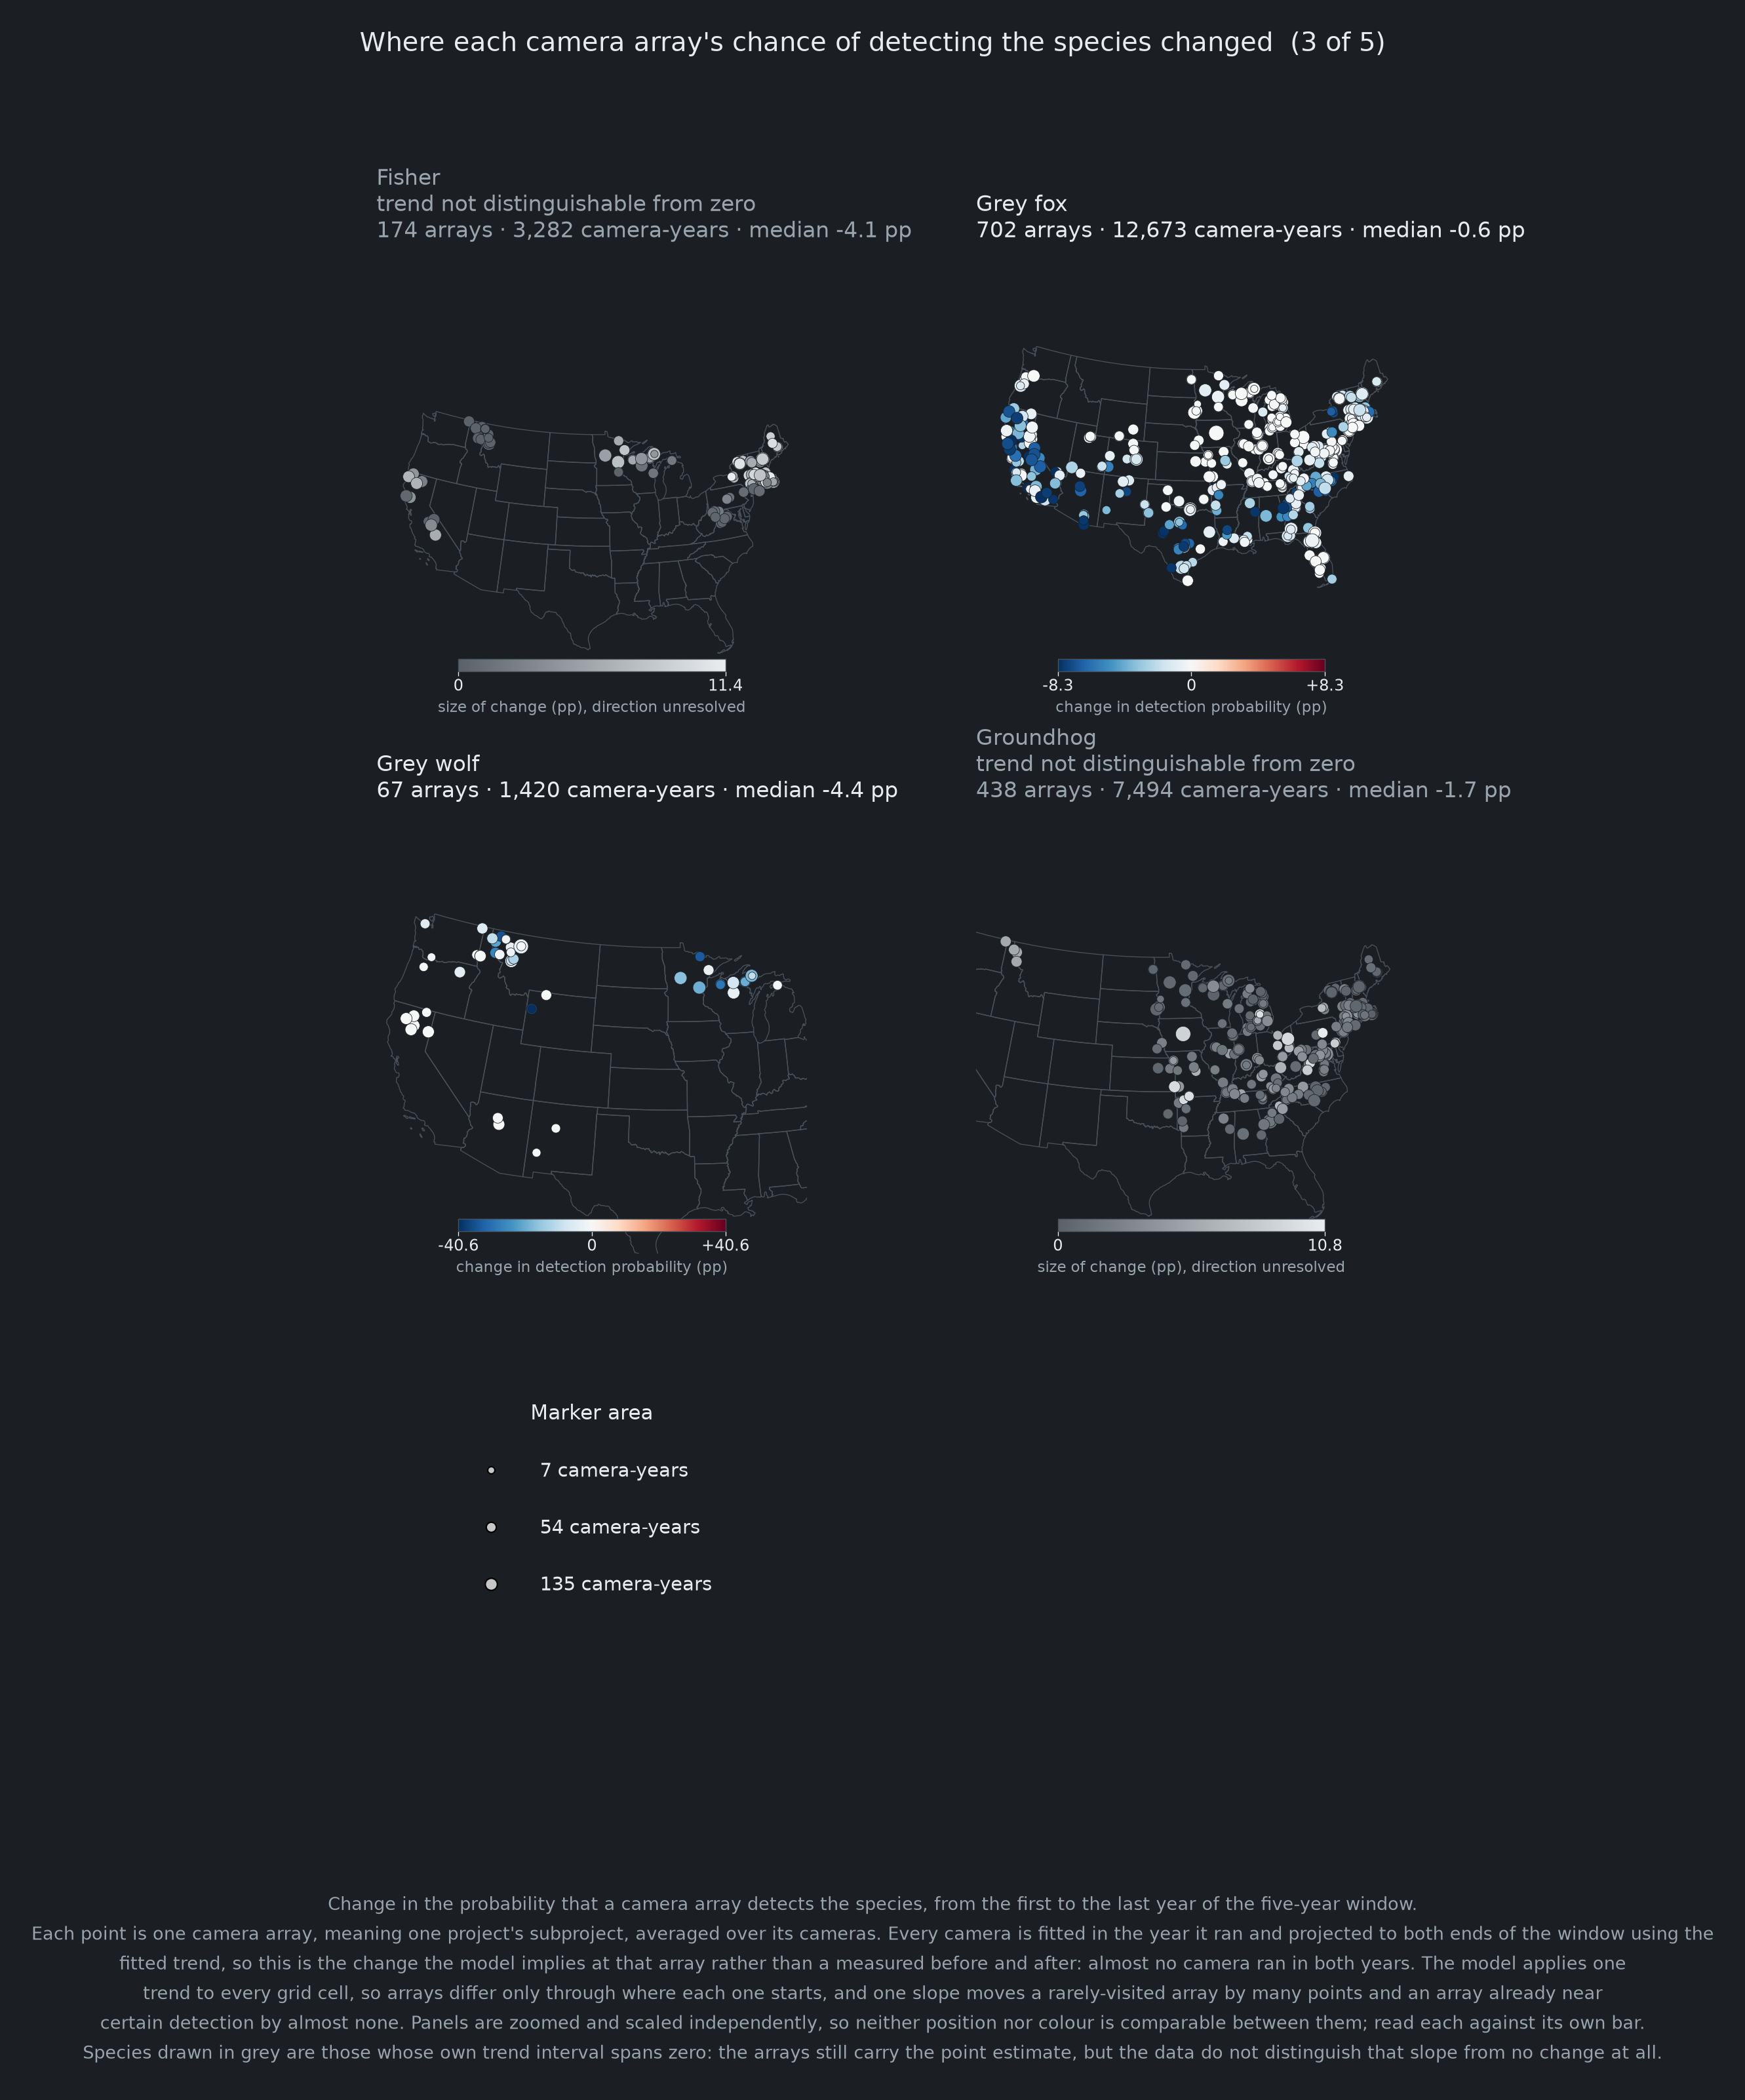 Where each camera array's chance of detecting the species changed (3 of 5)
Fisher
trend not distinguishable from zero
174 arrays · 3,282 camera-years · median -4.1 pp
Grey fox
702 arrays · 12,673 camera-years · median -0.6 pp
0
11.4
size of change (pp), direction unresolved
-8.3
0
+8.3
change in detection probability (pp)
Grey wolf
67 arrays · 1,420 camera-years · median -4.4 pp
Groundhog
trend not distinguishable from zero
438 arrays · 7,494 camera-years · median -1.7 pp
-40.6
0
+40.6
change in detection probability (pp)
0
10.8
size of change (pp), direction unresolved
Marker area
7 camera-years
54 camera-years
135 camera-years
Change in the probability that a camera array detects the species, from the first to the last year of the five-year window.
Each point is one camera array, meaning one project's subproject, averaged over its cameras. Every camera is fitted in the year it ran and projected to both ends of the window using the
fitted trend, so this is the change the model implies at that array rather than a measured before and after: almost no camera ran in both years. The model applies one
trend to every grid cell, so arrays differ only through where each one starts, and one slope moves a rarely-visited array by many points and an array already near
certain detection by almost none. Panels are zoomed and scaled independently, so neither position nor colour is comparable between them; read each against its own bar.
Species drawn in grey are those whose own trend interval spans zero: the arrays still carry the point estimate, but the data do not distinguish that slope from no change at all.